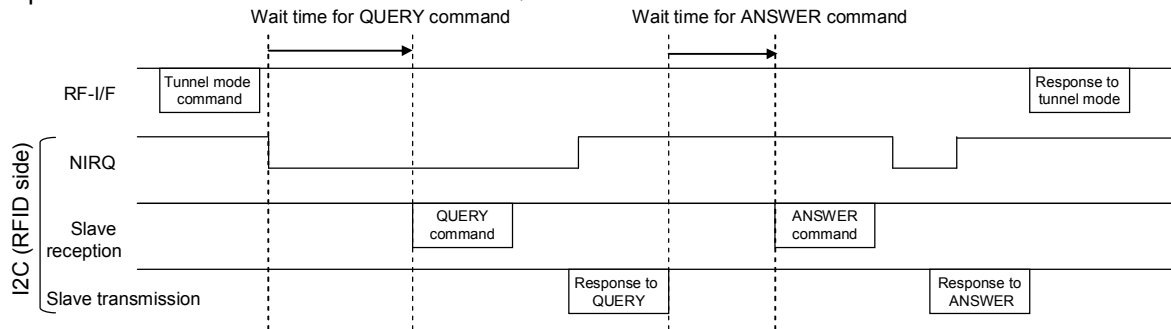 Wait time for QUERY command
Wait time for ANSWER command
RF-I/F
Tunnel mode
command
Response to
tunnel mode
I2C (RFID side)
NIRQ
Slave
reception
QUERY
command
ANSWER
command
Slave transmission
Response to
QUERY
Response to
ANSWER